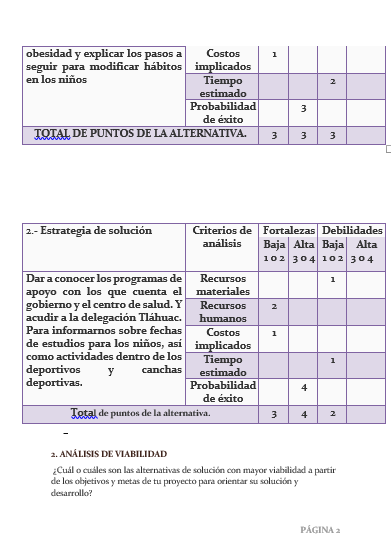 obesidad y explicar los pasos a seguir para modificar hábitos en los niños
Costos implicados 1
Tiempo estimado 2
Probabilidad de éxito 3
TOTAL DE PUNTOS DE LA ALTERNATIVA. 3 3 3
2.- Estrategia de solución Criterios de análisis Fortalezas Debilidades
Baja 1 o 2 Alta 3 o 4 Baja 1 o 2 Alta 3 o 4
Dar a conocer los programas de apoyo con los que cuenta el gobierno y el centro de salud. Y acudir a la delegación Tláhuac. Para informarnos sobre fechas de estudios para los niños, así como actividades dentro de los deportivos y canchas deportivas.
Recursos materiales 1
Recursos humanos 2
Costos implicados 1
Tiempo estimado 1
Probabilidad de éxito 4
Total de puntos de la alternativa. 3 4 2
2. ANÁLISIS DE VIABILIDAD
¿Cuál o cuáles son las alternativas de solución con mayor viabilidad a partir
de los objetivos y metas de tu proyecto para orientar su solución y
desarrollo?
PÁGINA 2